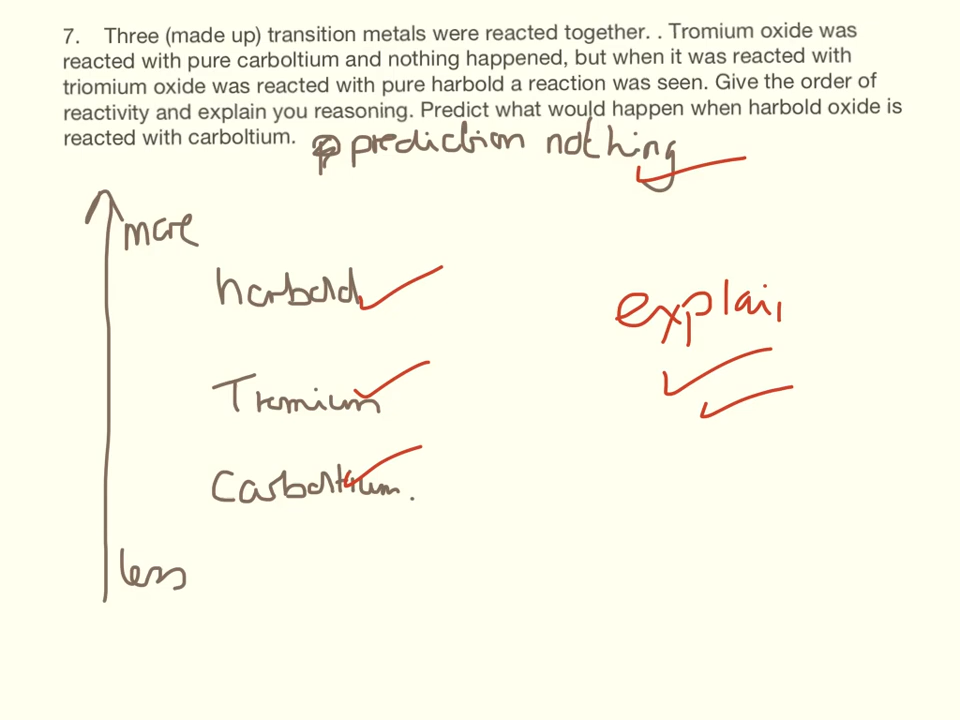 7. Three (made up) transition metals were reacted together. . Tromium oxide was
reacted with pure carboltium and nothing happened, but when it was reacted with
triomium oxide was reacted with pure harbold a reaction was seen. Give the order of
reactivity and explain you reasoning. Predict what would happen when harbold oxide is
reacted with carboltium. prediction nothing
more
harbold
explain
Tromium
Carboltium.
less